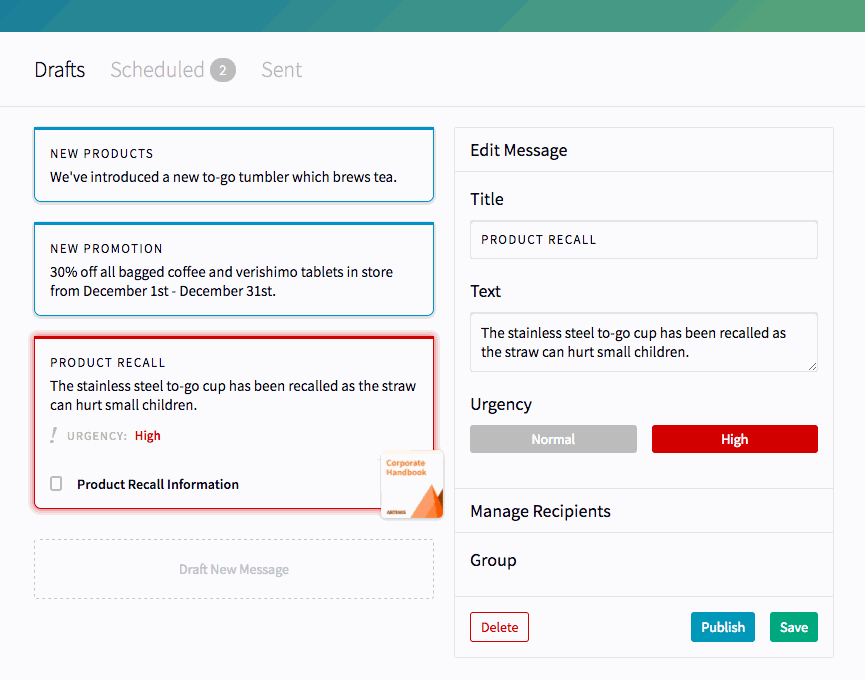 Drafts Scheduled 2 Sent
NEW PRODUCTS
We've introduced a new to-go tumbler which brews tea.
NEW PROMOTION
30% off all bagged coffee and verishimo tablets in store
from December 1st - December 31st.
PRODUCT RECALL
The stainless steel to-go cup has been recalled as the straw
can hurt small children.
! URGENCY: High
Product Recall Information
Corporate
Handbook
Draft New Message
Edit Message
Title
PRODUCT RECALL
Text
The stainless steel to-go cup has been recalled as
the straw can hurt small children.
Urgency
Normal High
Manage Recipients
Group
Delete Publish Save